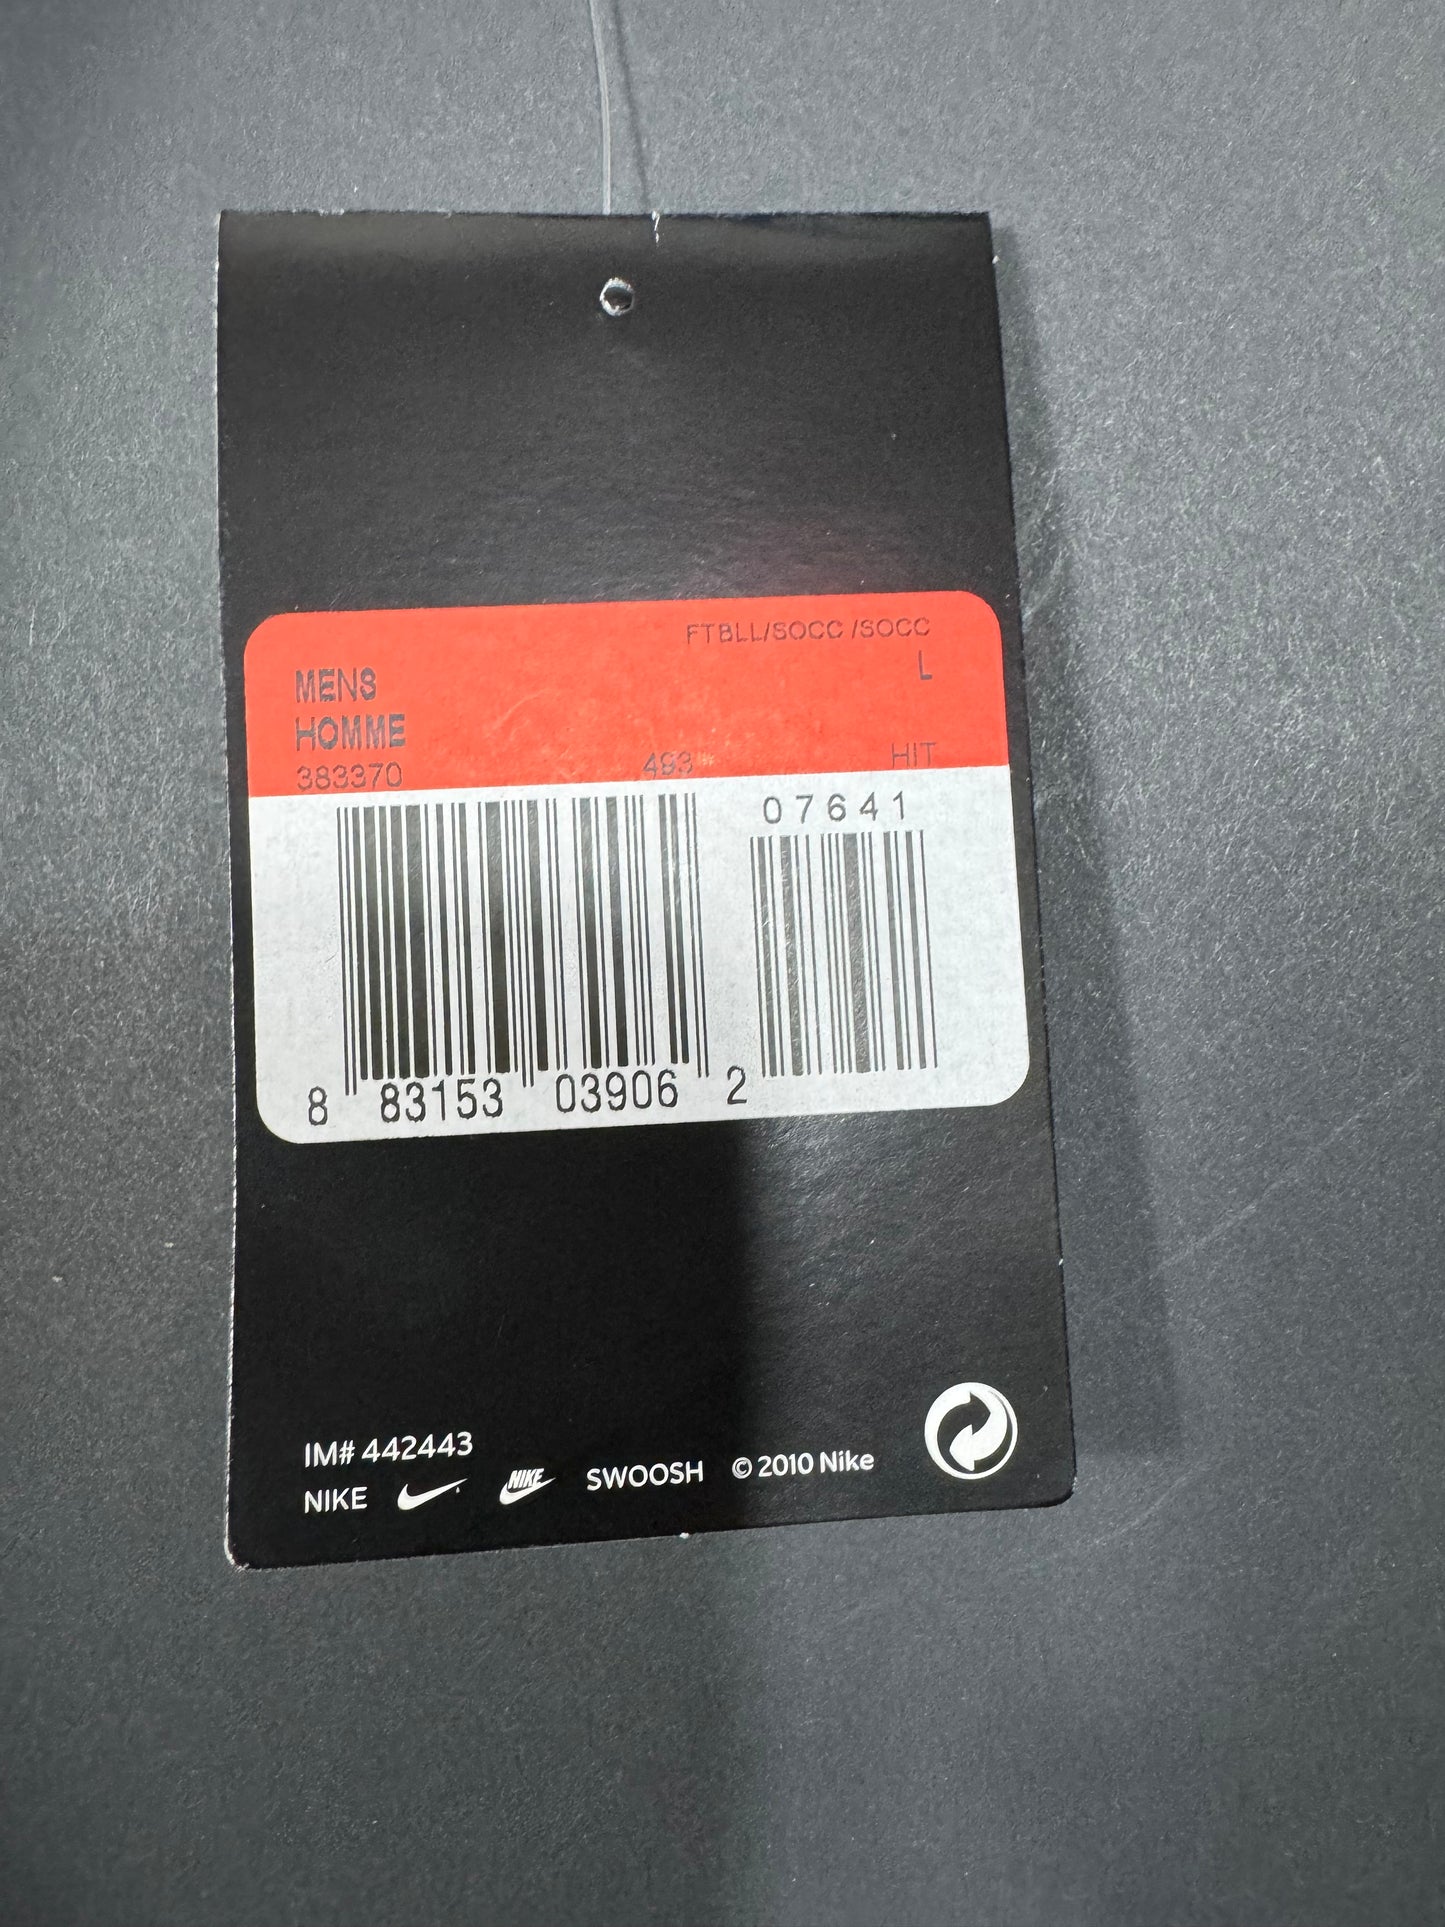 FTBLL/SOCC /SOCC
L
MENS
HOMME
383370 493 HIT
07641
8 83153 03906 2
IM# 442443
NIKE NIKE SWOOSH © 2010 Nike